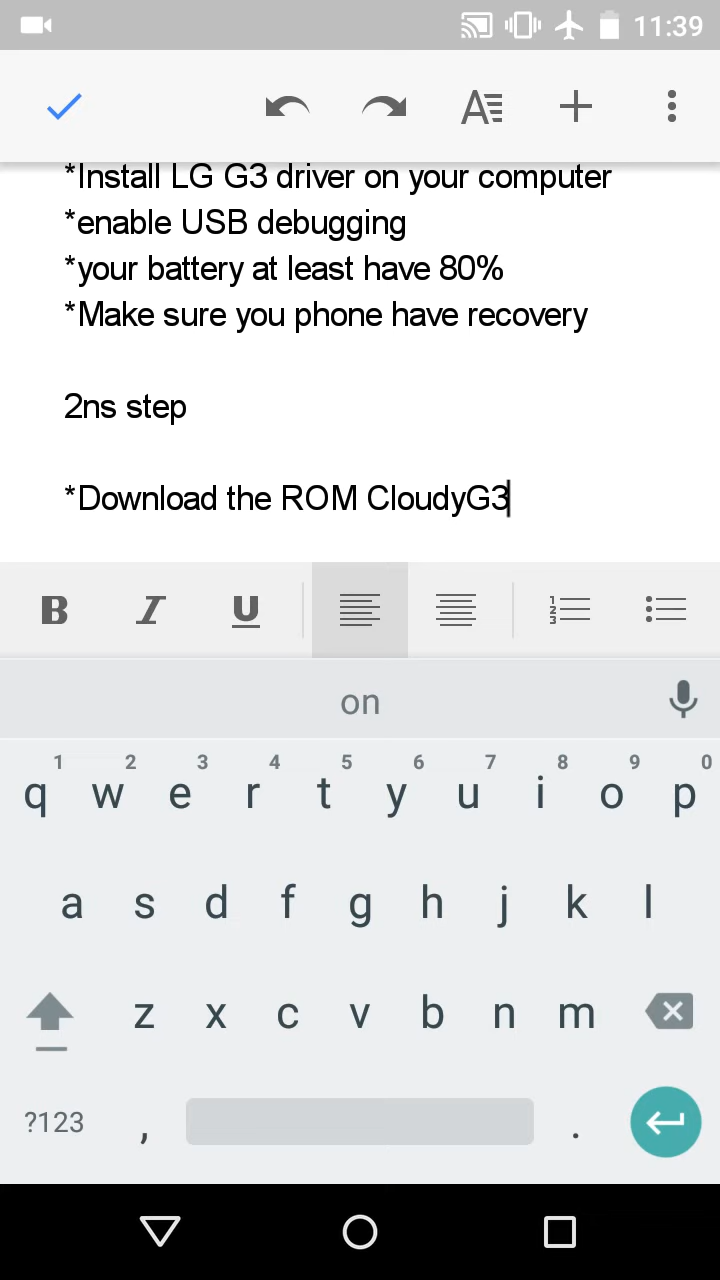 11:39
*Install LG G3 driver on your computer
*enable USB debugging
*your battery at least have 80%
*Make sure you phone have recovery
2ns step
*Download the ROM CloudyG3
B I U
on
1 2 3 4 5 6 7 8 9 0
q w e r t y u i o p
a s d f g h j k l
z x c v b n m
?123 , .